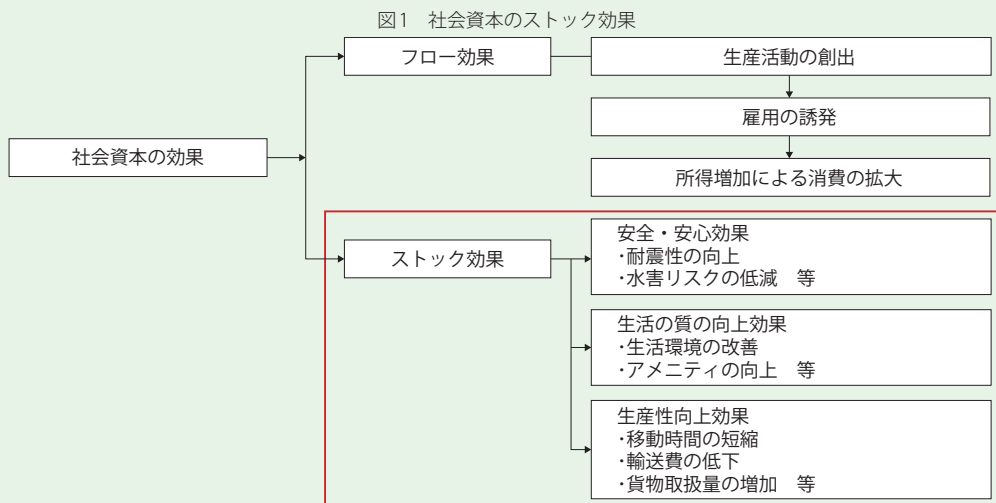 図1 社会資本のストック効果
社会資本の効果
フロー効果
生産活動の創出
雇用の誘発
所得増加による消費の拡大
ストック効果
安全・安心効果
・耐震性の向上
・水害リスクの低減 等
生活の質の向上効果
・生活環境の改善
・アメニティの向上 等
生産性向上効果
・移動時間の短縮
・輸送費の低下
・貨物取扱量の増加 等